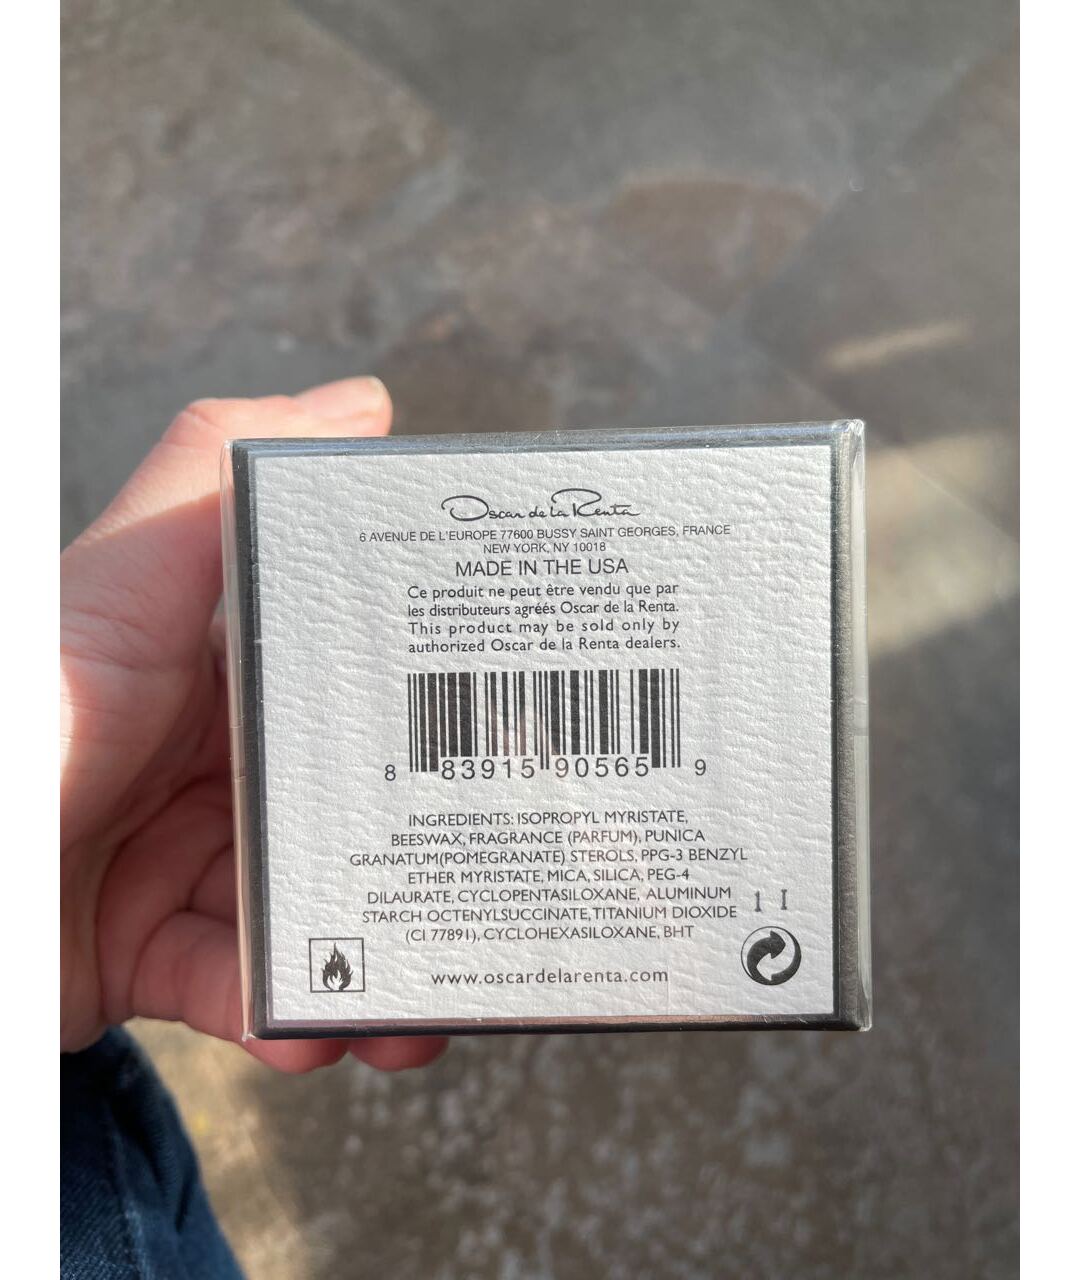 Oscar de la Renta
6 AVENUE DE L'EUROPE 77600 BUSSY SAINT GEORGES, FRANCE
NEW YORK, NY 10018
MADE IN THE USA
Ce produit ne peut être vendu que par
les distributeurs agréés Oscar de la Renta.
This product may be sold only by
authorized Oscar de la Renta dealers.
8 83915 90565 9
INGREDIENTS: ISOPROPYL MYRISTATE,
BEESWAX, FRAGRANCE (PARFUM), PUNICA
GRANATUM(POMEGRANATE) STEROLS, PPG-3 BENZYL
ETHER MYRISTATE, MICA, SILICA, PEG-4
DILAURATE, CYCLOPENTASILOXANE, ALUMINUM
STARCH OCTENYLSUCCINATE, TITANIUM DIOXIDE
(CI 77891), CYCLOHEXASILOXANE, BHT
1 I
www.oscardelarenta.com